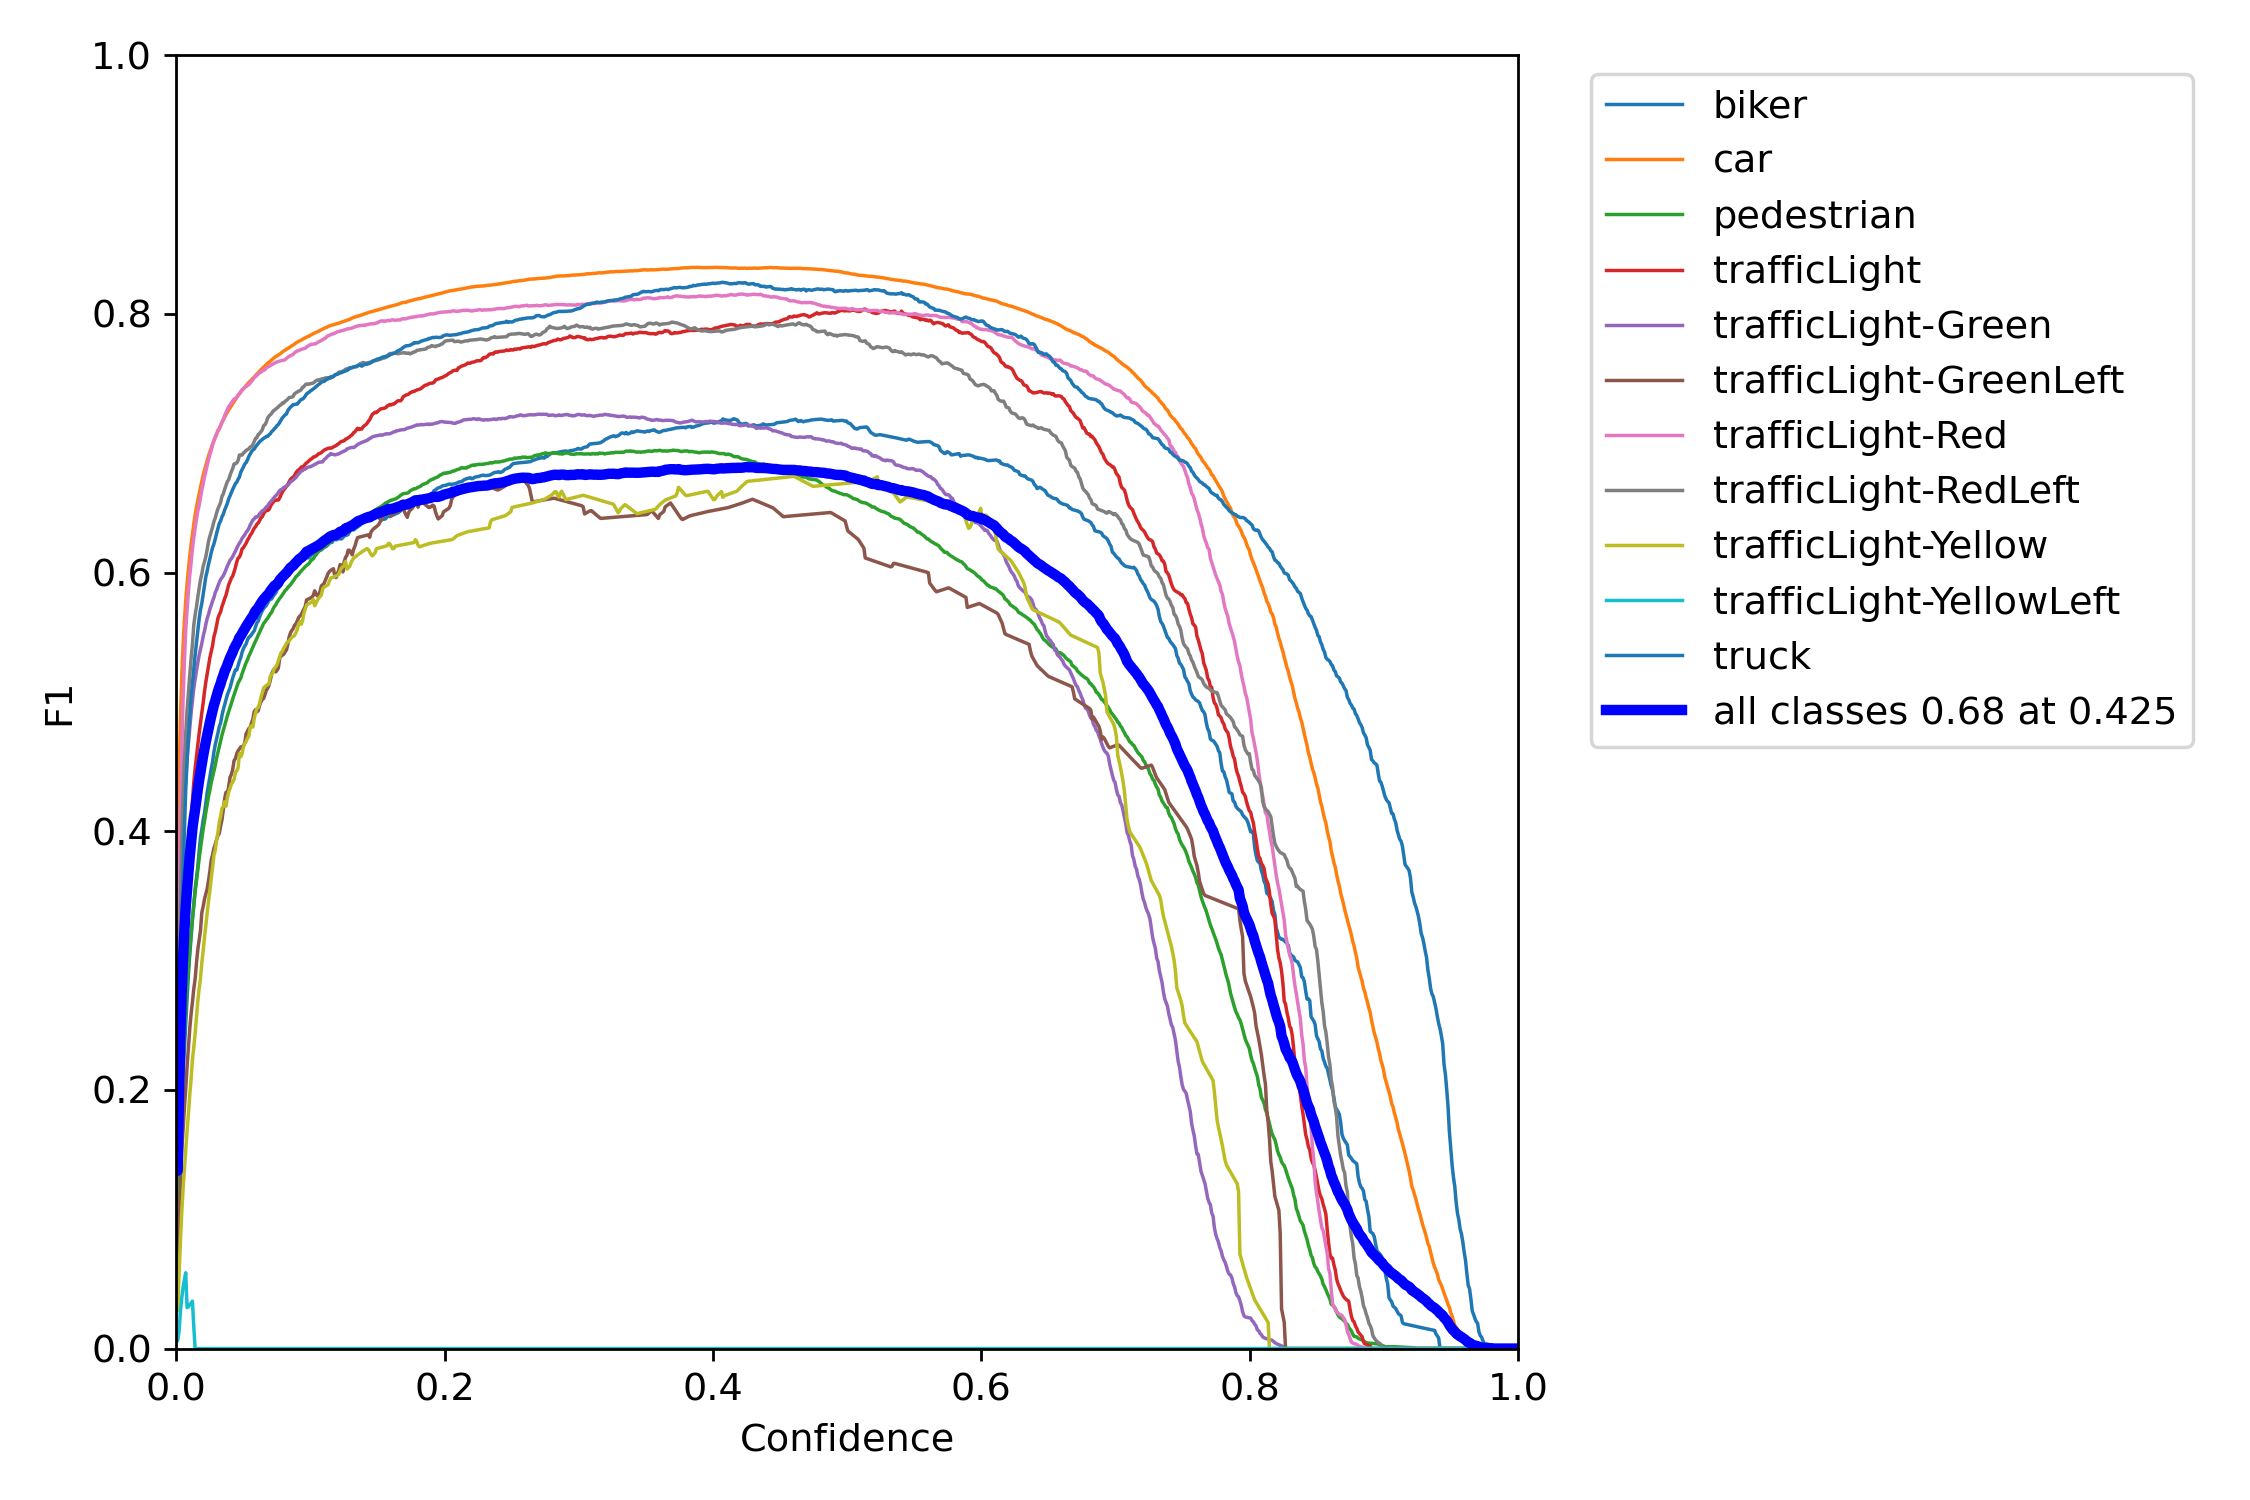 1.0
0.8
0.6
0.4
0.2
0.0
F1
0.0 0.2 0.4 0.6 0.8 1.0
Confidence
biker
car
pedestrian
trafficLight
trafficLight-Green
trafficLight-GreenLeft
trafficLight-Red
trafficLight-RedLeft
trafficLight-Yellow
trafficLight-YellowLeft
truck
all classes 0.68 at 0.425